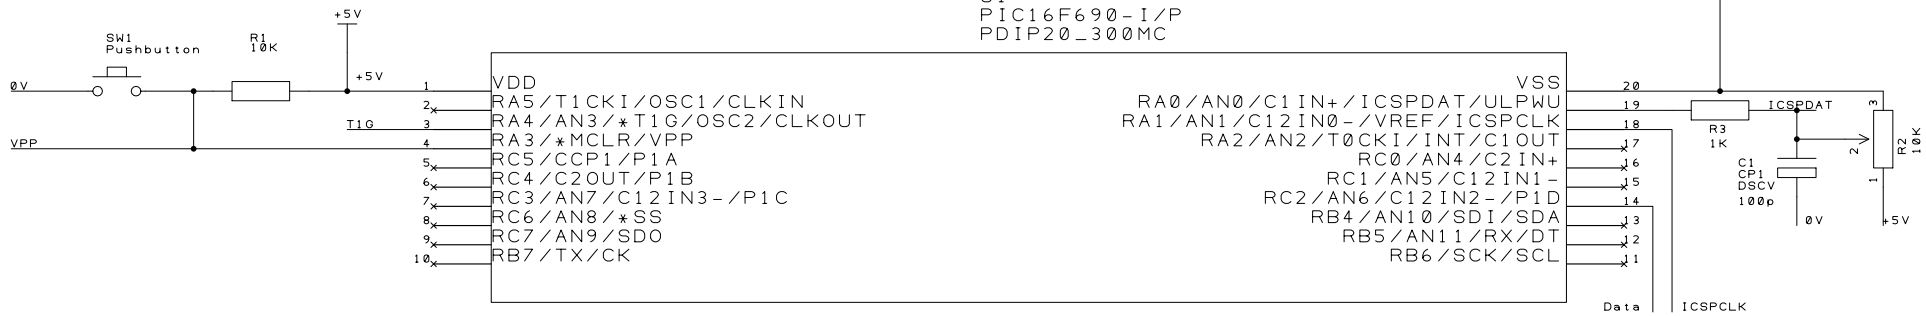 PIC16F690-I/P
PDIP20_300MC
+5V
SW1
Pushbutton
R1
10K
+5V
0V
T1G
VPP
1 VDD
2 RA5/T1CKI/OSC1/CLKIN
3 RA4/AN3/*T1G/OSC2/CLKOUT
4 RA3/*MCLR/VPP
5 RC5/CCP1/P1A
6 RC4/C2OUT/P1B
7 RC3/AN7/C12IN3-/P1C
8 RC6/AN8/*SS
9 RC7/AN9/SDO
10 RB7/TX/CK
VSS 20
RA0/AN0/C1IN+/ICSPDAT/ULPWU 19
RA1/AN1/C12IN0-/VREF/ICSPCLK 18
RA2/AN2/T0CKI/INT/C1OUT 17
RC0/AN4/C2IN+ 16
RC1/AN5/C12IN1- 15
RC2/AN6/C12IN2-/P1D 14
RB4/AN10/SDI/SDA 13
RB5/AN11/RX/DT 12
RB6/SCK/SCL 11
ICSPDAT
R3
1K
C1
CP1
DSCV
100p
0V
3
2
1
R2
10K
+5V
Data
ICSPCLK